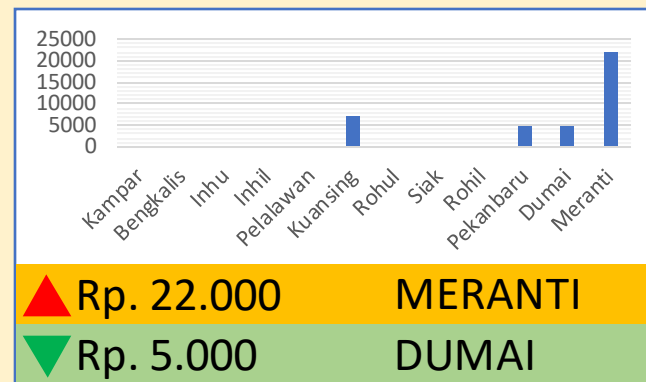 25000
20000
15000
10000
5000
0
Kampar
Bengkalis
Inhu
Inhil
Pelalawan
Kuansing
Rohul
Siak
Rohil
Pekanbaru
Dumai
Meranti
Rp. 22.000 MERANTI
Rp. 5.000 DUMAI